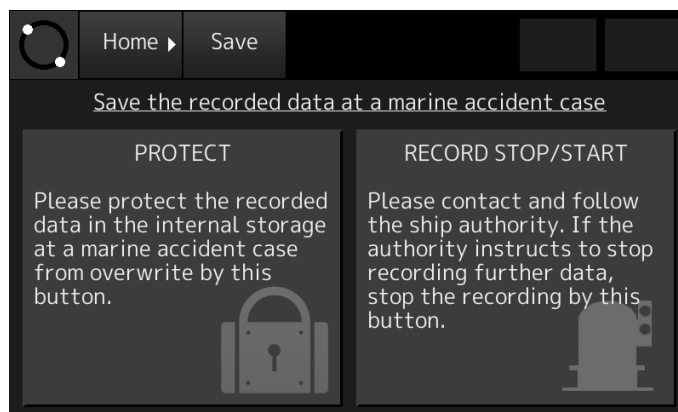 Home Save
Save the recorded data at a marine accident case
PROTECT
Please protect the recorded
data in the internal storage
at a marine accident case
from overwrite by this
button.
RECORD STOP/START
Please contact and follow
the ship authority. If the
authority instructs to stop
recording further data,
stop the recording by this
button.